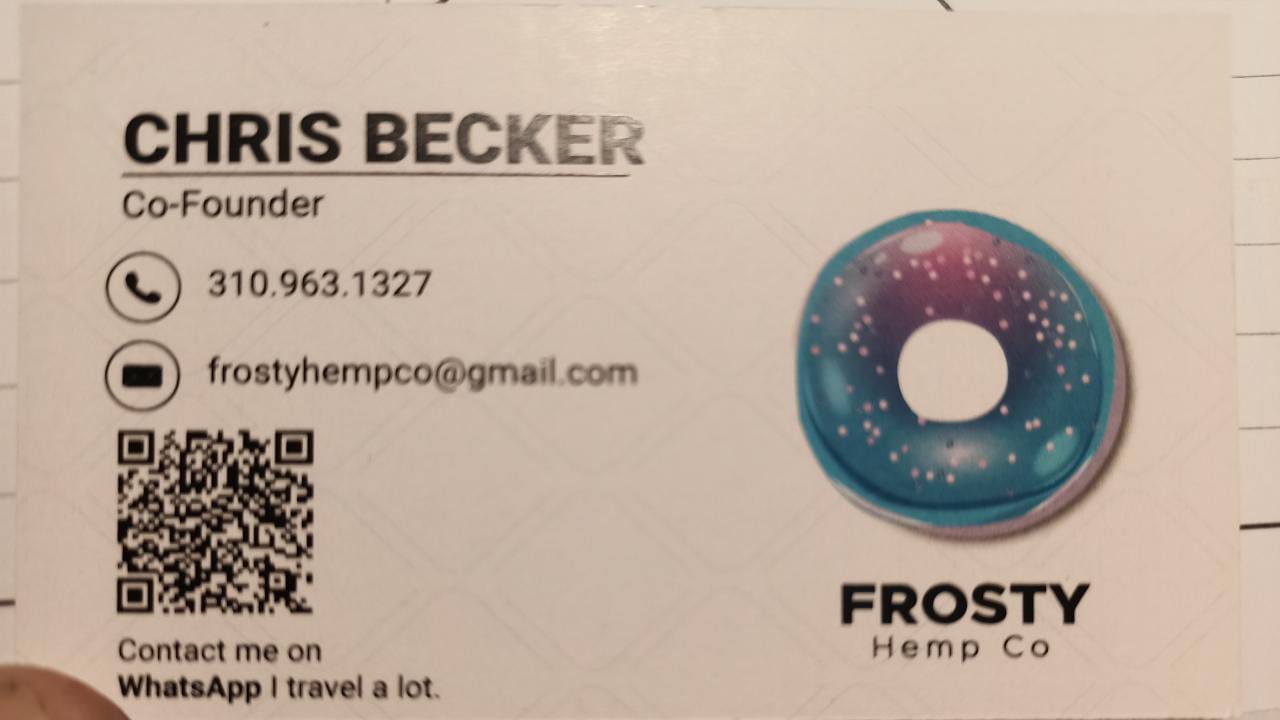 CHRIS BECKER
Co-Founder
310.963.1327
frostyhempco@gmail.com
Contact me on
WhatsApp I travel a lot.
FROSTY
Hemp Co